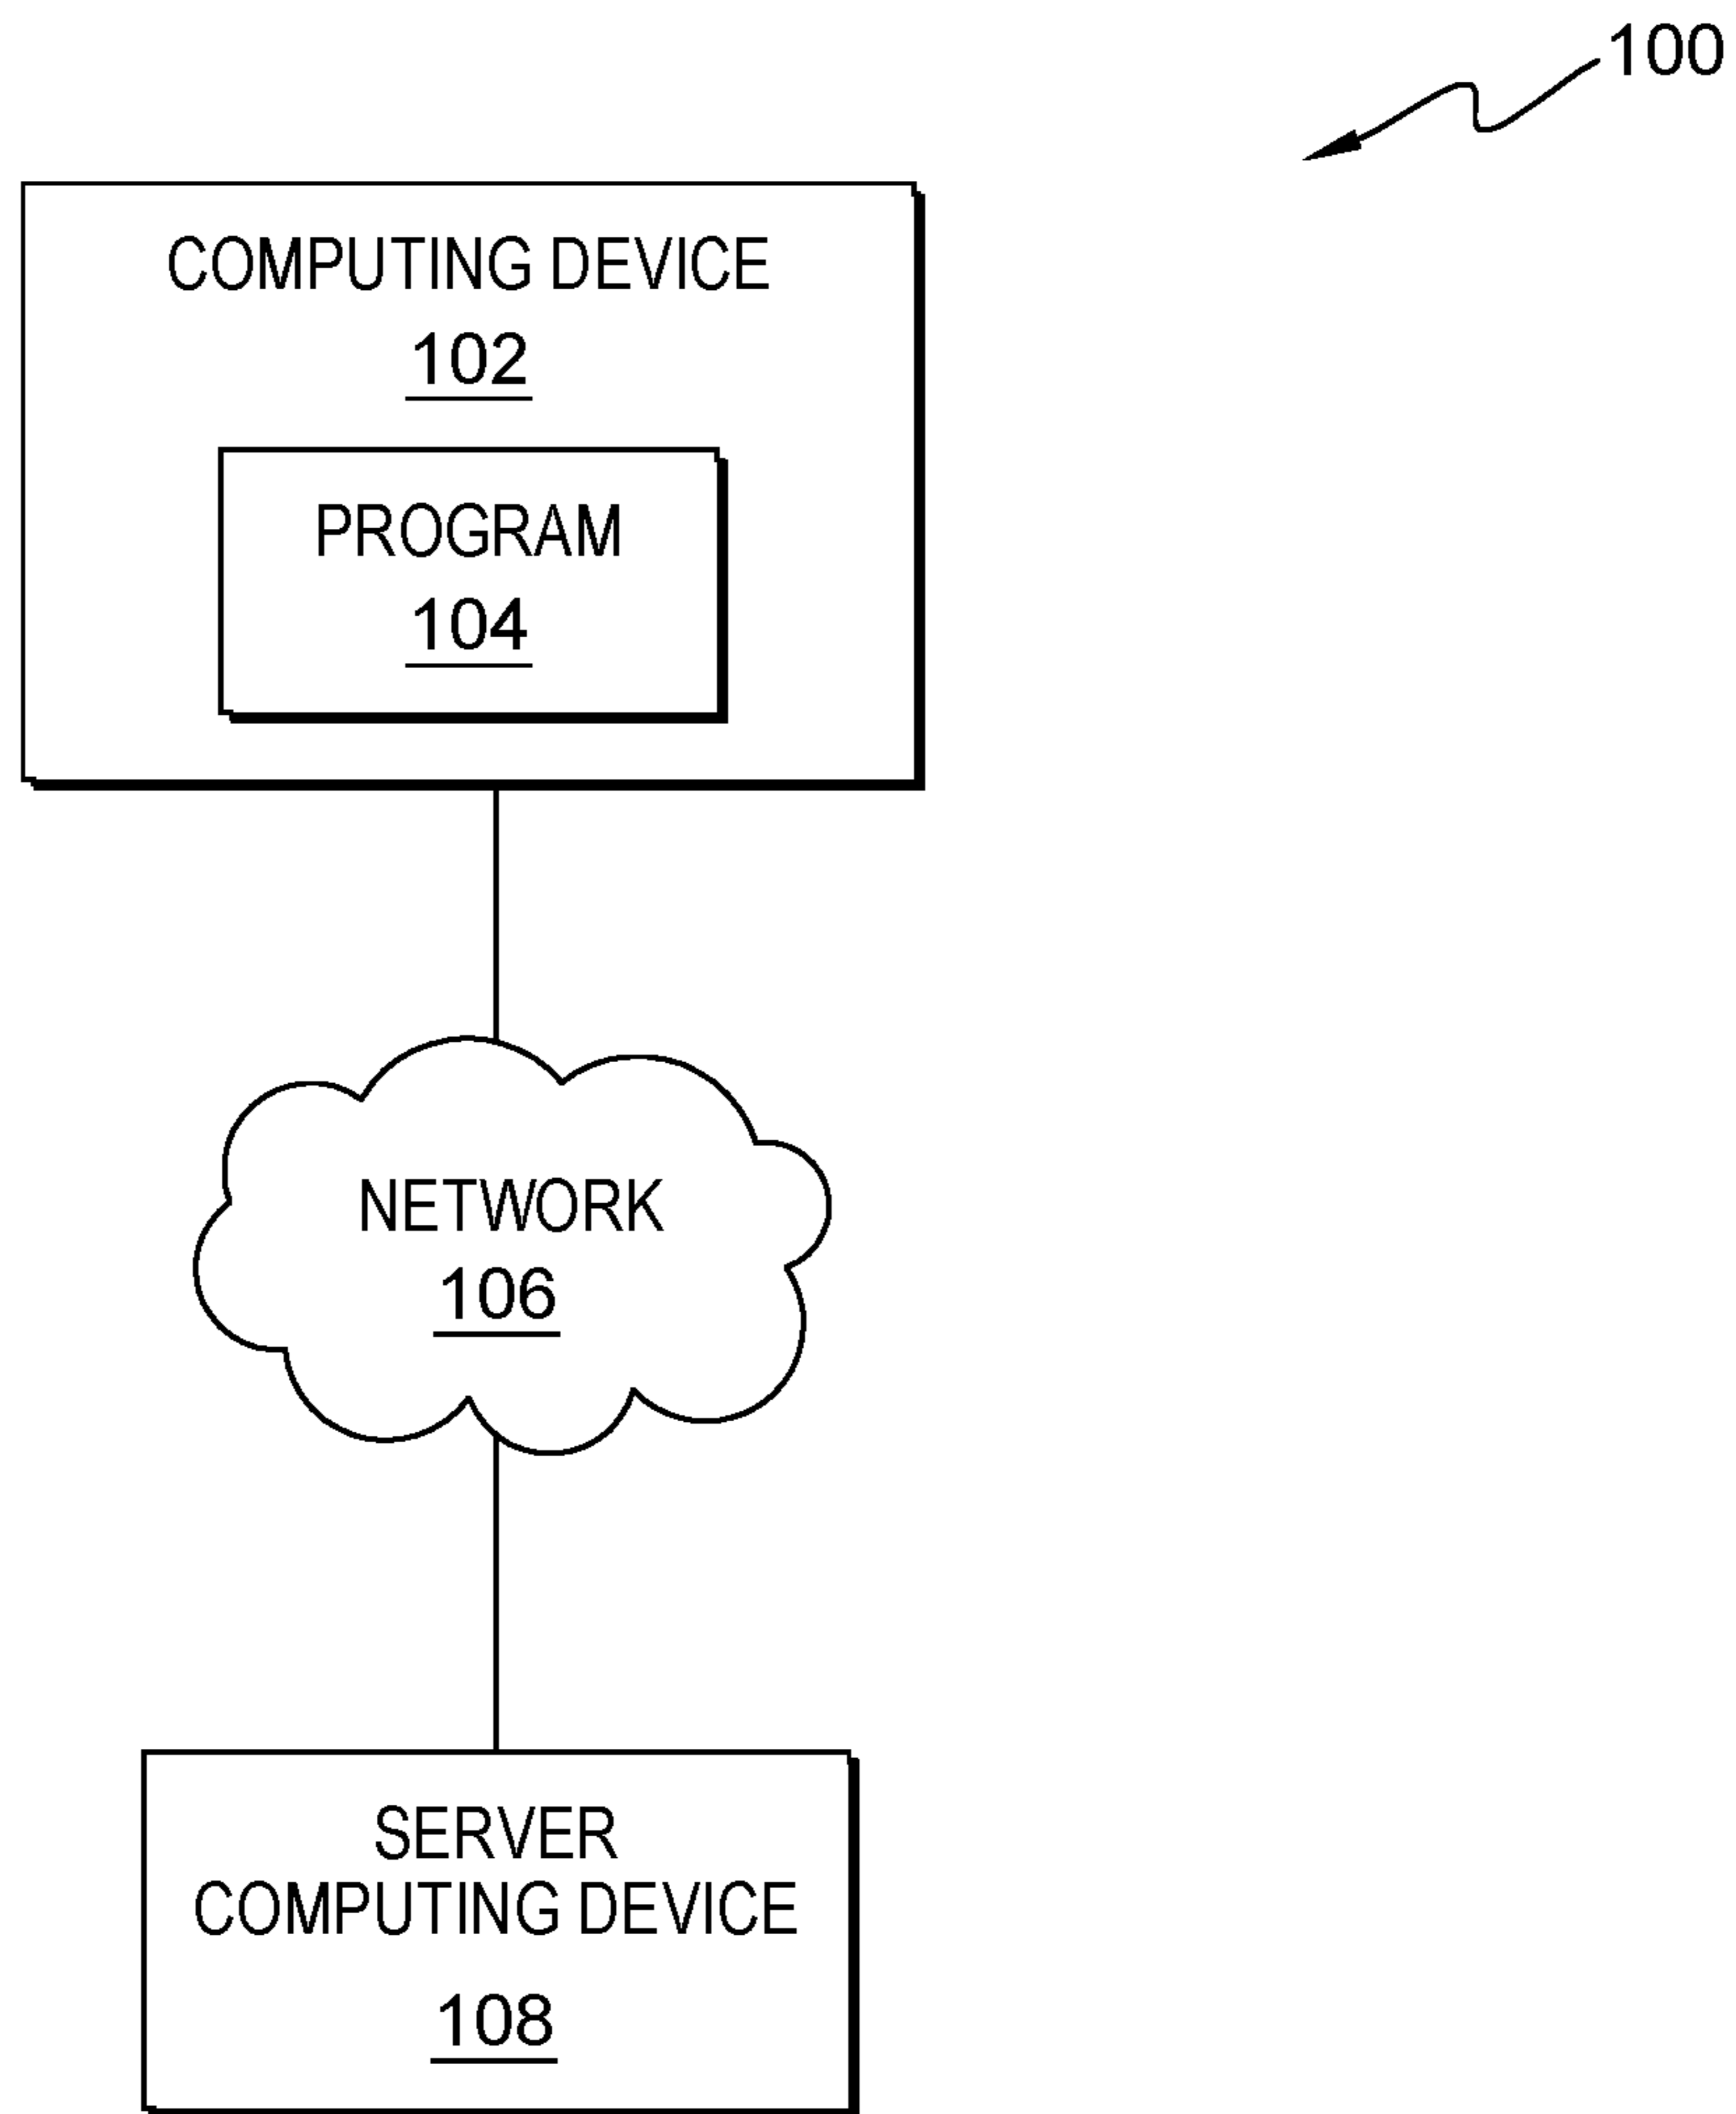 100
COMPUTING DEVICE
102
PROGRAM
104
NETWORK
106
SERVER
COMPUTING DEVICE
108